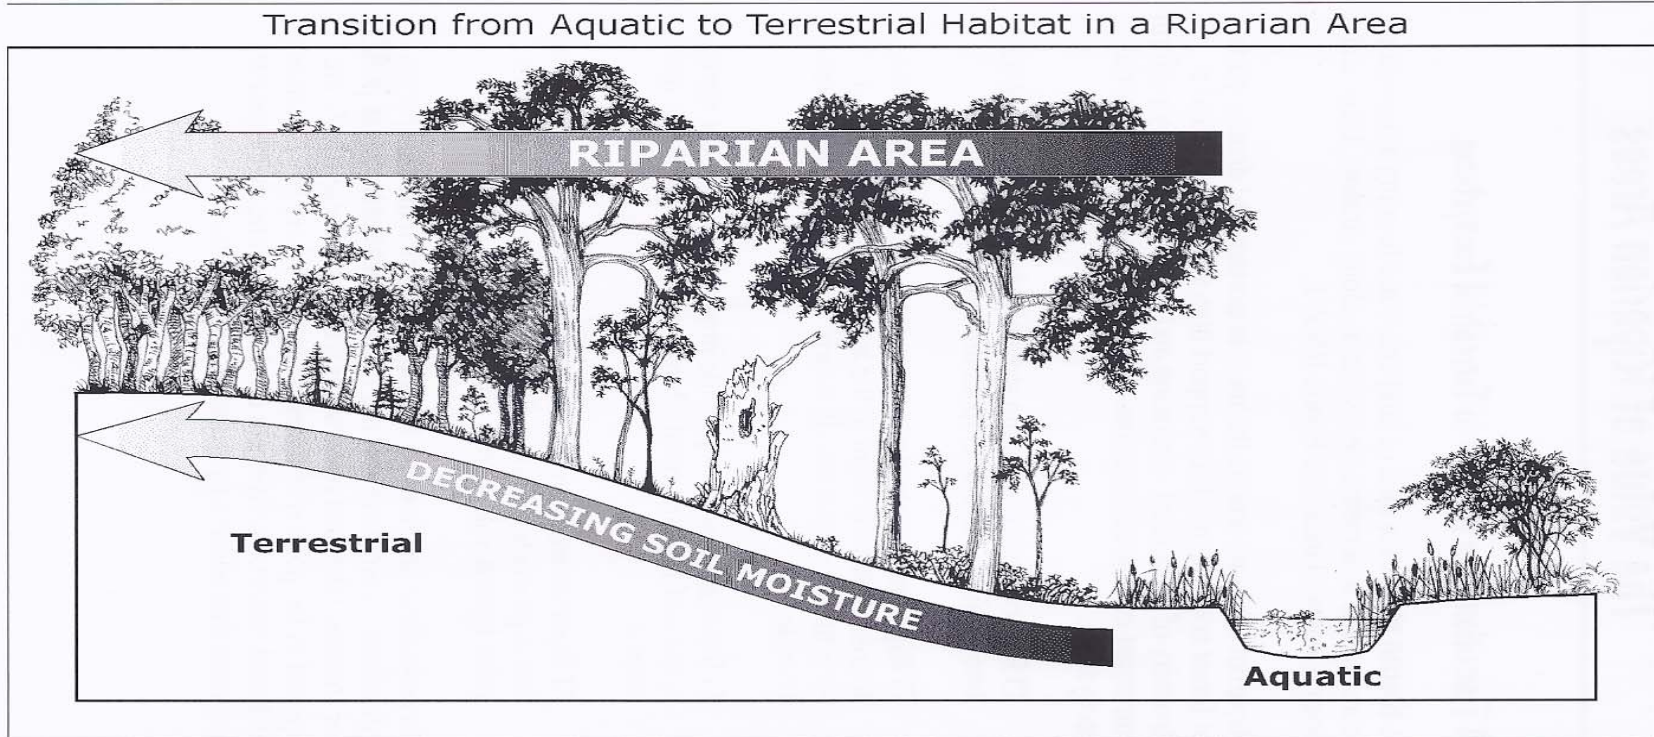 Transition from Aquatic to Terrestrial Habitat in a Riparian Area
RIPARIAN AREA
DECREASING SOIL MOISTURE
Terrestrial
Aquatic